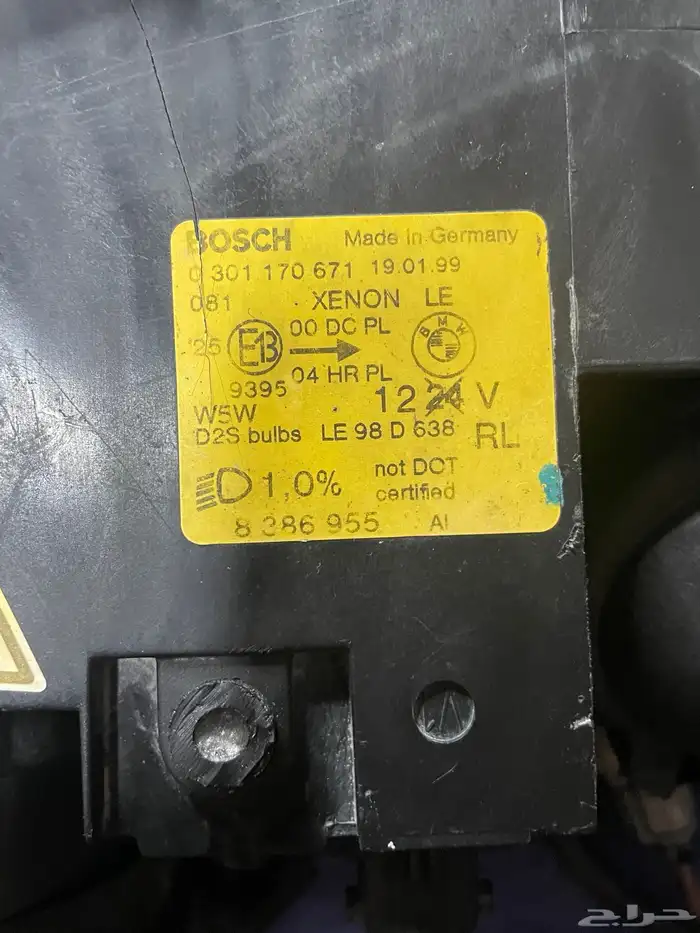 BOSCH Made in Germany
0 301 170 671 19.01.99
081 XENON LE
25 E13 00 DC PL BMW
9395 04 HR PL
W5W 12 24 V
D2S bulbs LE 98 D 638 RL
1,0% not DOT
certified
8 386 955 AI
حراج